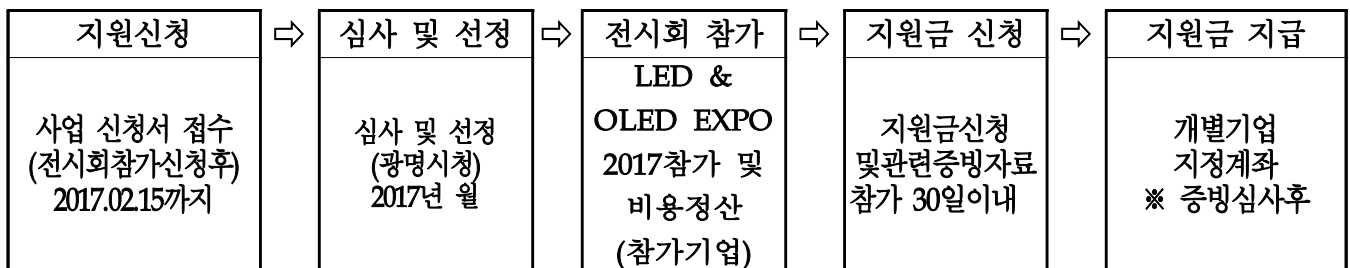 지원신청 ⇨ 심사 및 선정 ⇨ 전시회 참가 ⇨ 지원금 신청 ⇨ 지원금 지급
사업 신청서 접수
(전시회참가신청후)
2017.02.15까지
심사 및 선정
(광명시청)
2017년 월
LED &
OLED EXPO
2017참가 및
비용정산
(참가기업)
지원금신청
및관련증빙자료
참가 30일이내
개별기업
지정계좌
※ 증빙심사후